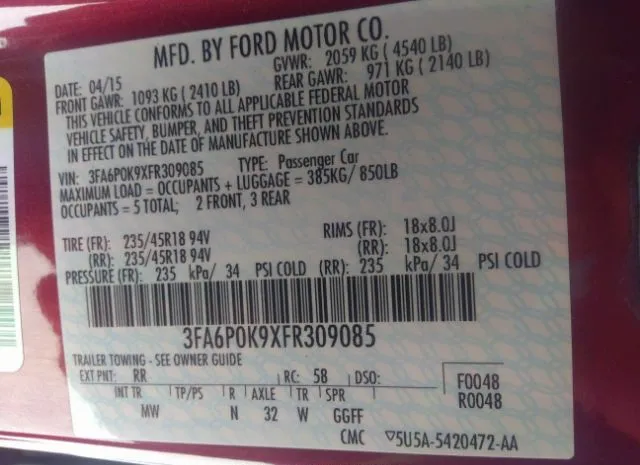 MFD. BY FORD MOTOR CO.
DATE: 04/15 GVWR: 2059 KG ( 4540 LB)
FRONT GAWR: 1093 KG ( 2410 LB) REAR GAWR: 971 KG ( 2140 LB)
THIS VEHICLE CONFORMS TO ALL APPLICABLE FEDERAL MOTOR
VEHICLE SAFETY, BUMPER, AND THEFT PREVENTION STANDARDS
IN EFFECT ON THE DATE OF MANUFACTURE SHOWN ABOVE.
VIN: 3FA6P0K9XFR309085 TYPE: Passenger Car
MAXIMUM LOAD = OCCUPANTS + LUGGAGE = 385KG/ 850LB
OCCUPANTS = 5 TOTAL; 2 FRONT, 3 REAR
TIRE (FR): 235/45R18 94V RIMS (FR): 18x8.0J
(RR): 235/45R18 94V (RR): 18x8.0J
PRESSURE (FR): 235 kPa/ 34 PSI COLD (RR): 235 kPa/ 34 PSI COLD
3FA6P0K9XFR309085
TRAILER TOWING - SEE OWNER GUIDE
EXT PNT: RR RC: 58 DSO: F0048
INT TR TP/PS R AXLE TR SPR R0048
MW N 32 W GGFF
CMC ▽5U5A-5420472-AA